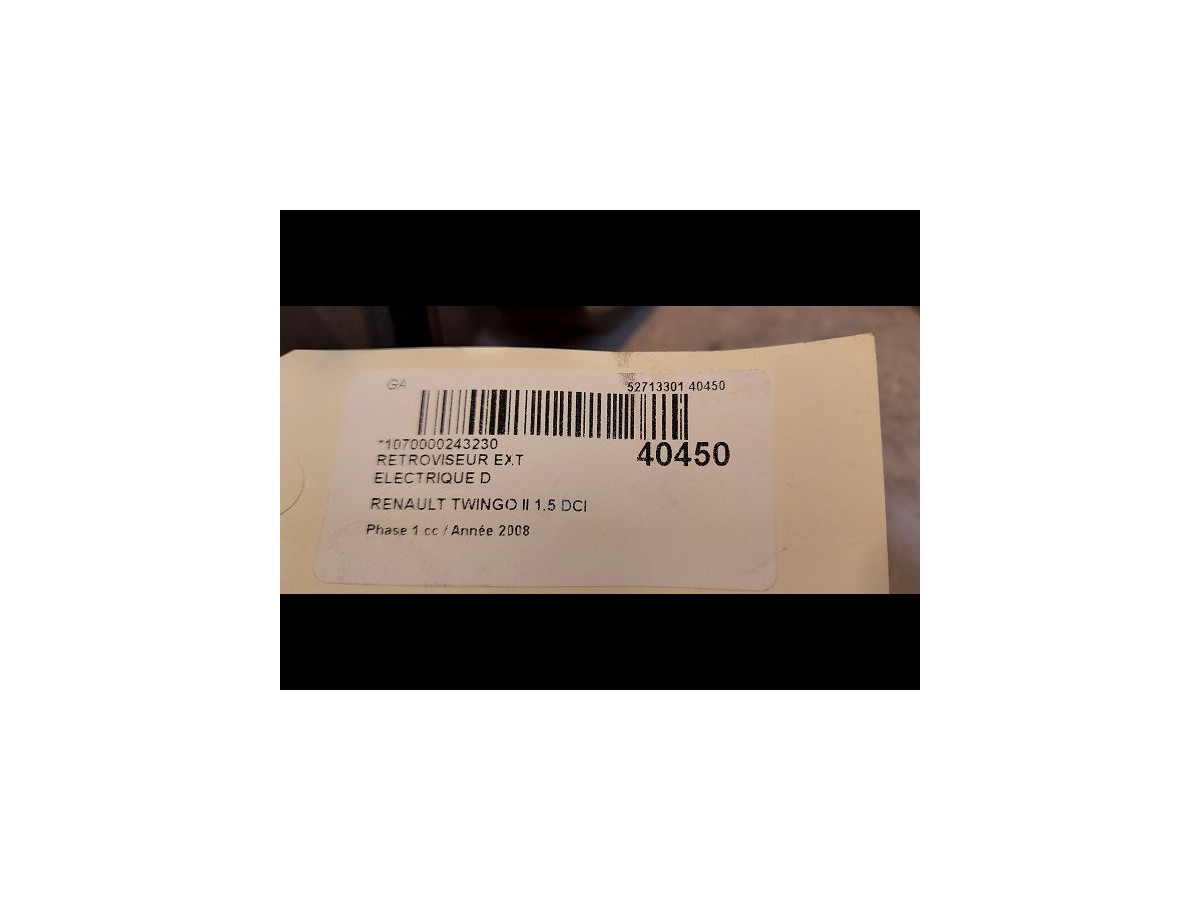 GA
52713301 40450
*1070000243230
40450
RETROVISEUR EXT
ELECTRIQUE D
RENAULT TWINGO II 1.5 DCI
Phase 1 cc / Année 2008